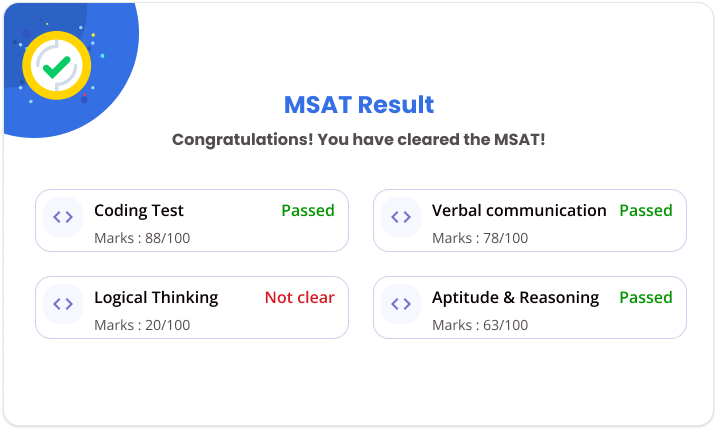 MSAT Result
Congratulations! You have cleared the MSAT!
Coding Test Passed
Marks : 88/100
Verbal communication Passed
Marks : 78/100
Logical Thinking Not clear
Marks : 20/100
Aptitude & Reasoning Passed
Marks : 63/100